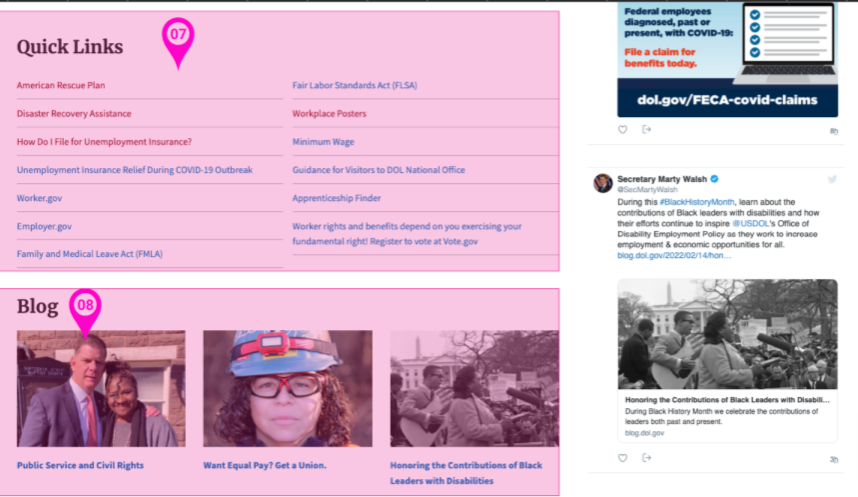 Quick Links
07
American Rescue Plan
Disaster Recovery Assistance
How Do I File for Unemployment Insurance?
Unemployment Insurance Relief During COVID-19 Outbreak
Worker.gov
Employer.gov
Family and Medical Leave Act (FMLA)
Fair Labor Standards Act (FLSA)
Workplace Posters
Minimum Wage
Guidance for Visitors to DOL National Office
Apprenticeship Finder
Worker rights and benefits depend on you exercising your
fundamental right! Register to vote at Vote.gov
Blog
08
Public Service and Civil Rights
Want Equal Pay? Get a Union.
Honoring the Contributions of Black
Leaders with Disabilities
Federal employees
diagnosed, past or
present, with COVID-19:
File a claim for
benefits today.
dol.gov/FECA-covid-claims
Secretary Marty Walsh
@SecMartyWalsh
During this #BlackHistoryMonth, learn about the
contributions of Black leaders with disabilities and how
their efforts continue to inspire @USDOL's Office of
Disability Employment Policy as they work to increase
employment & economic opportunities for all.
blog.dol.gov/2022/02/14/hon…
Honoring the Contributions of Black Leaders with Disabili...
During Black History Month we celebrate the contributions of
leaders both past and present.
blog.dol.gov